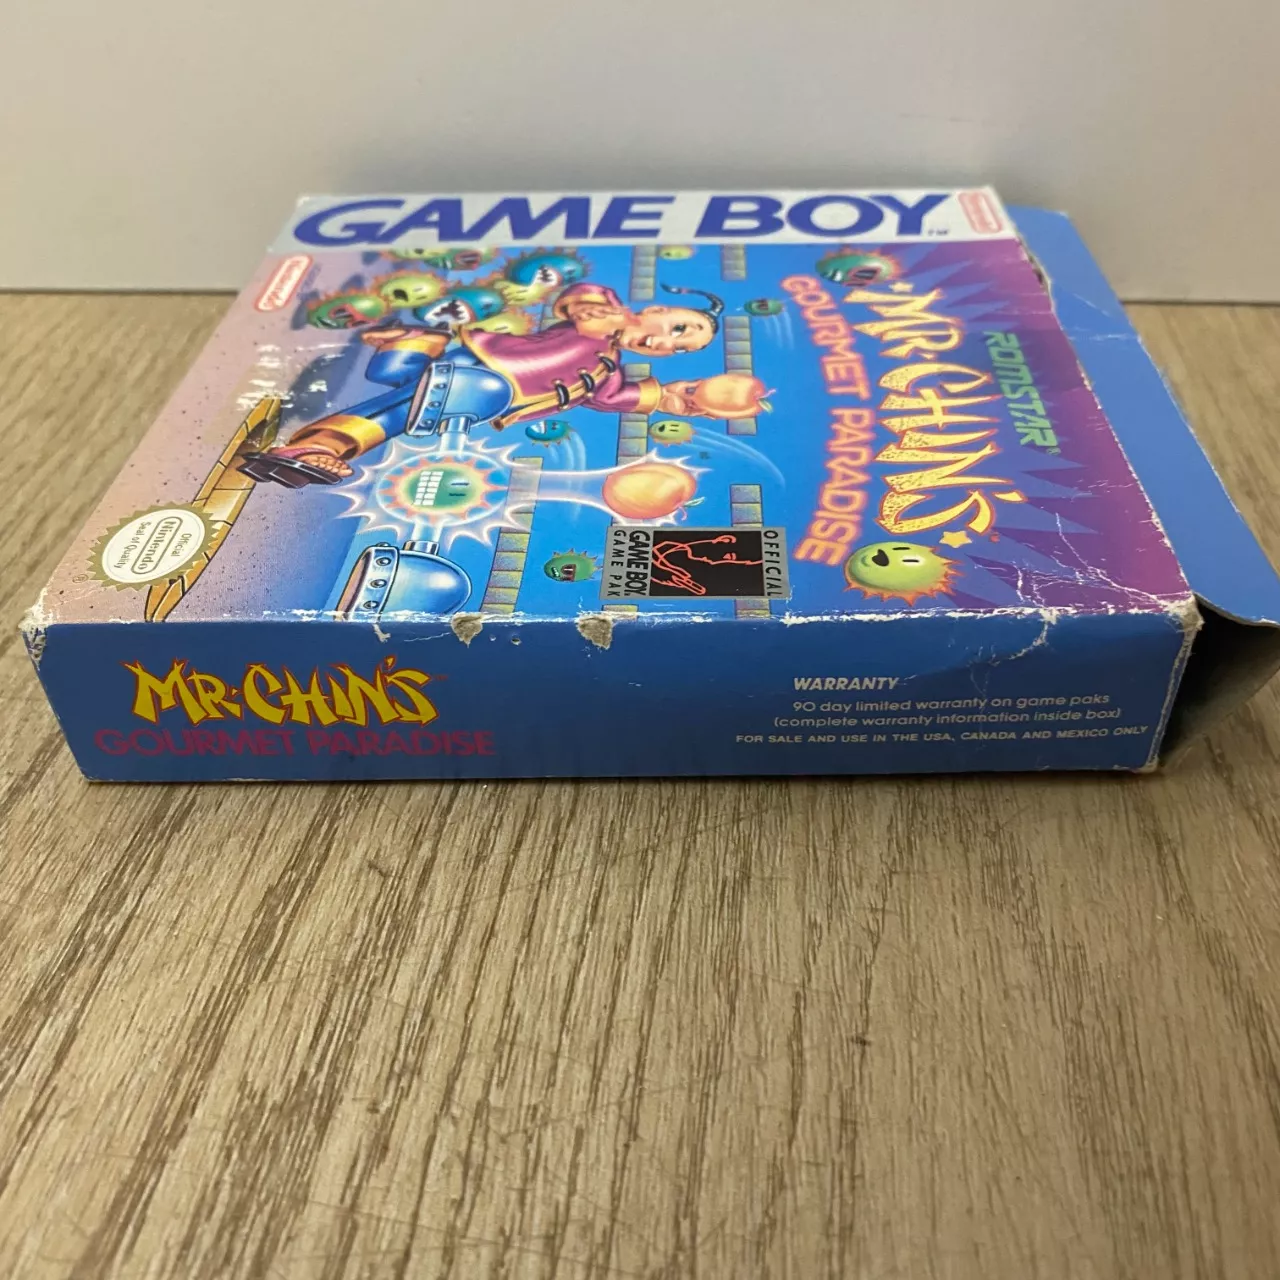 GAME BOY
TM
Nintendo
Nintendo
ROMSTAR®
MR. CHIN'S™
GOURMET PARADISE
OFFICIAL
GAME BOY.
GAME PAK
Official
Nintendo
Seal of Quality
®
MR. CHIN'S
GOURMET PARADISE
WARRANTY
90 day limited warranty on game paks
(complete warranty information inside box)
FOR SALE AND USE IN THE USA, CANADA AND MEXICO ONLY